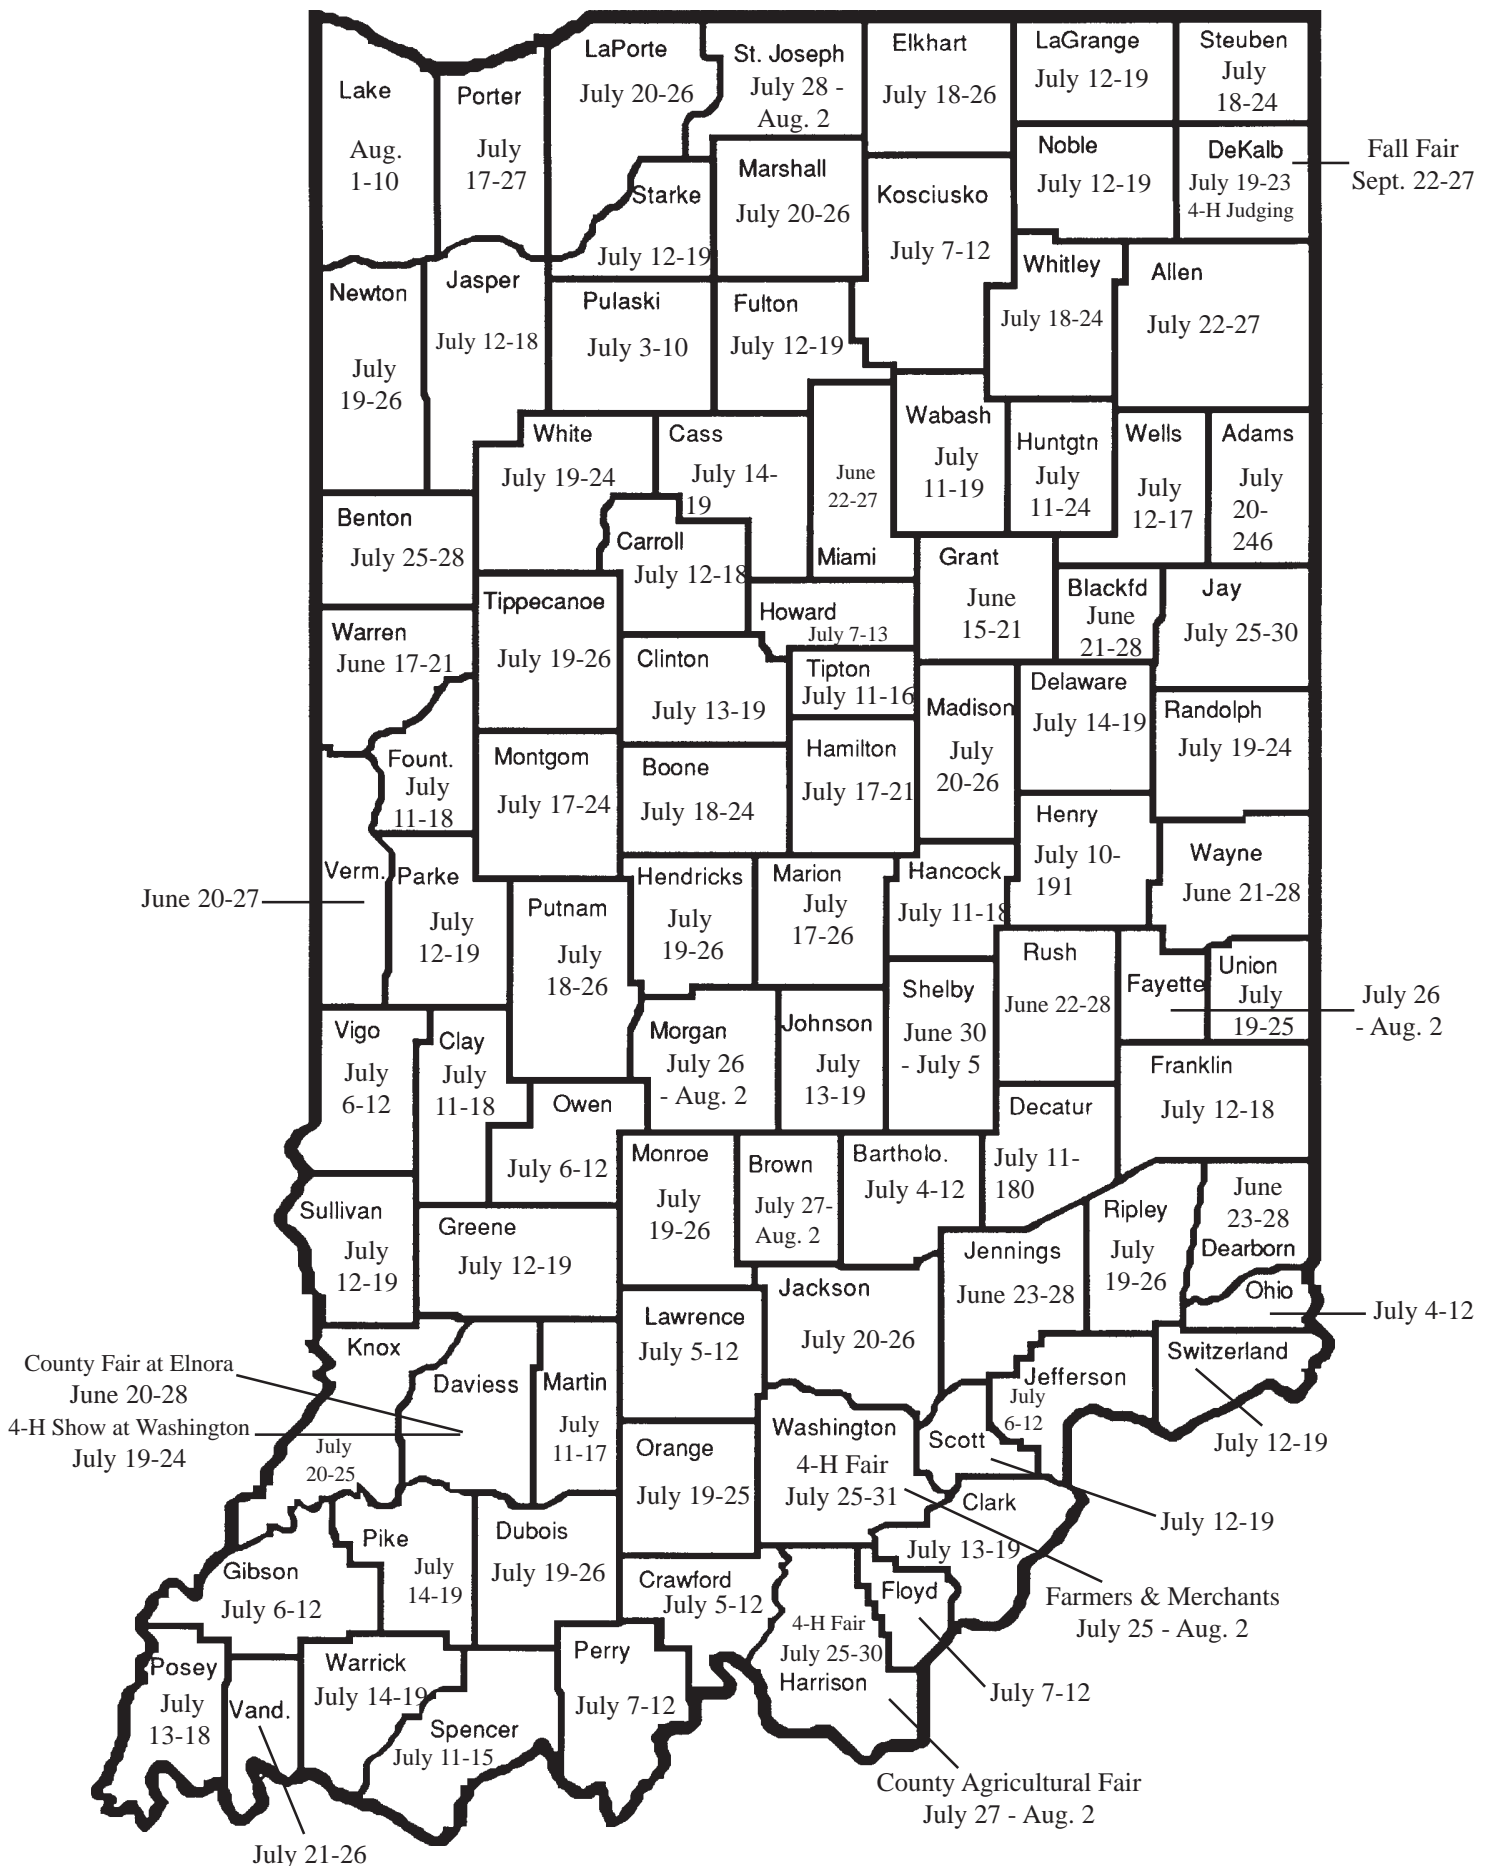 Lake
Aug.
1-10
Porter
July
17-27
LaPorte
July 20-26
St. Joseph
July 28 -
Aug. 2
Elkhart
July 18-26
LaGrange
July 12-19
Steuben
July
18-24
Noble
July 12-19
DeKalb
July 19-23
4-H Judging
Fall Fair
Sept. 22-27
Starke
July 12-19
Marshall
July 20-26
Kosciusko
July 7-12
Whitley
July 18-24
Allen
July 22-27
Newton
July
19-26
Jasper
July 12-18
Pulaski
July 3-10
Fulton
July 12-19
White
July 19-24
Cass
July 14-
19
June
22-27
Miami
Wabash
July
11-19
Huntgtn
July
11-24
Wells
July
12-17
Adams
July
20-
246
Benton
July 25-28
Carroll
July 12-18
Grant
June
15-21
Blackfd
June
21-28
Jay
July 25-30
Warren
June 17-21
Tippecanoe
July 19-26
Howard
July 7-13
Clinton
July 13-19
Tipton
July 11-16
Madison
July
20-26
Delaware
July 14-19
Randolph
July 19-24
Fount.
July
11-18
Montgom
July 17-24
Boone
July 18-24
Hamilton
July 17-21
Henry
July 10-
191
Wayne
June 21-28
Verm.
June 20-27
Parke
July
12-19
Putnam
July
18-26
Hendricks
July
19-26
Marion
July
17-26
Hancock
July 11-18
Rush
June 22-28
Fayette
July 26
- Aug. 2
Union
July
19-25
Shelby
June 30
- July 5
Vigo
July
6-12
Clay
July
11-18
Owen
July 6-12
Morgan
July 26
- Aug. 2
Johnson
July
13-19
Franklin
July 12-18
Decatur
July 11-
180
Monroe
July
19-26
Brown
July 27-
Aug. 2
Bartholo.
July 4-12
Sullivan
July
12-19
Greene
July 12-19
Jennings
June 23-28
Ripley
July
19-26
June
23-28
Dearborn
Ohio
July 4-12
Jackson
July 20-26
Lawrence
July 5-12
Knox
July
20-25
County Fair at Elnora
June 20-28
4-H Show at Washington
July 19-24
Daviess
Martin
July
11-17
Jefferson
July
6-12
Switzerland
July 12-19
Orange
July 19-25
Washington
4-H Fair
July 25-31
Scott
July 12-19
Clark
July 13-19
Farmers & Merchants
July 25 - Aug. 2
Gibson
July 6-12
Pike
July
14-19
Dubois
July 19-26
Crawford
July 5-12
Floyd
July 7-12
4-H Fair
July 25-30
Harrison
County Agricultural Fair
July 27 - Aug. 2
Posey
July
13-18
Vand.
July 21-26
Warrick
July 14-19
Spencer
July 11-15
Perry
July 7-12